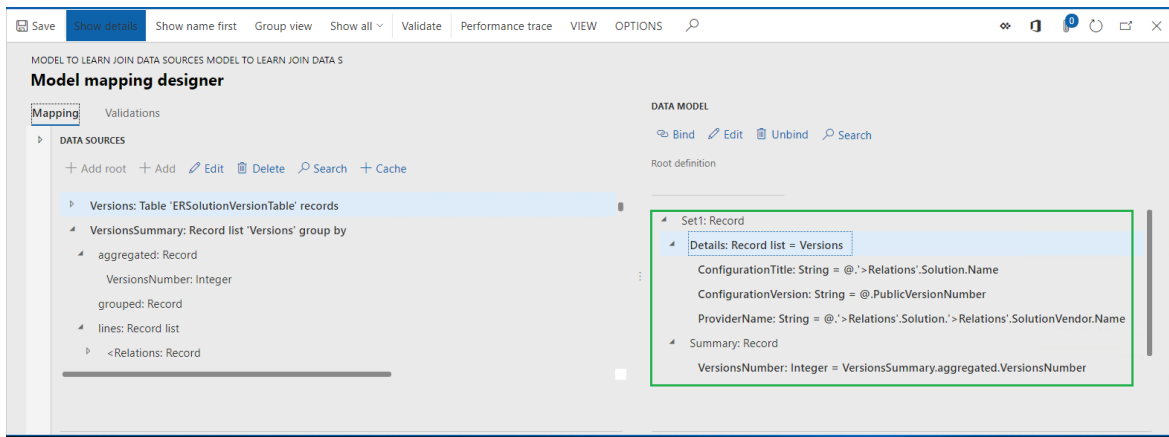 Save Show details Show name first Group view Show all Validate Performance trace VIEW OPTIONS 0
MODEL TO LEARN JOIN DATA SOURCES MODEL TO LEARN JOIN DATA S
Model mapping designer
Mapping Validations
DATA SOURCES
+ Add root + Add Edit Delete Search + Cache
Versions: Table 'ERSolutionVersionTable' records
VersionsSummary: Record list 'Versions' group by
aggregated: Record
VersionsNumber: Integer
grouped: Record
lines: Record list
<Relations: Record
DATA MODEL
Bind Edit Unbind Search
Root definition
Set1: Record
Details: Record list = Versions
ConfigurationTitle: String = @.'>Relations'.Solution.Name
ConfigurationVersion: String = @.PublicVersionNumber
ProviderName: String = @.'>Relations'.Solution.'>Relations'.SolutionVendor.Name
Summary: Record
VersionsNumber: Integer = VersionsSummary.aggregated.VersionsNumber